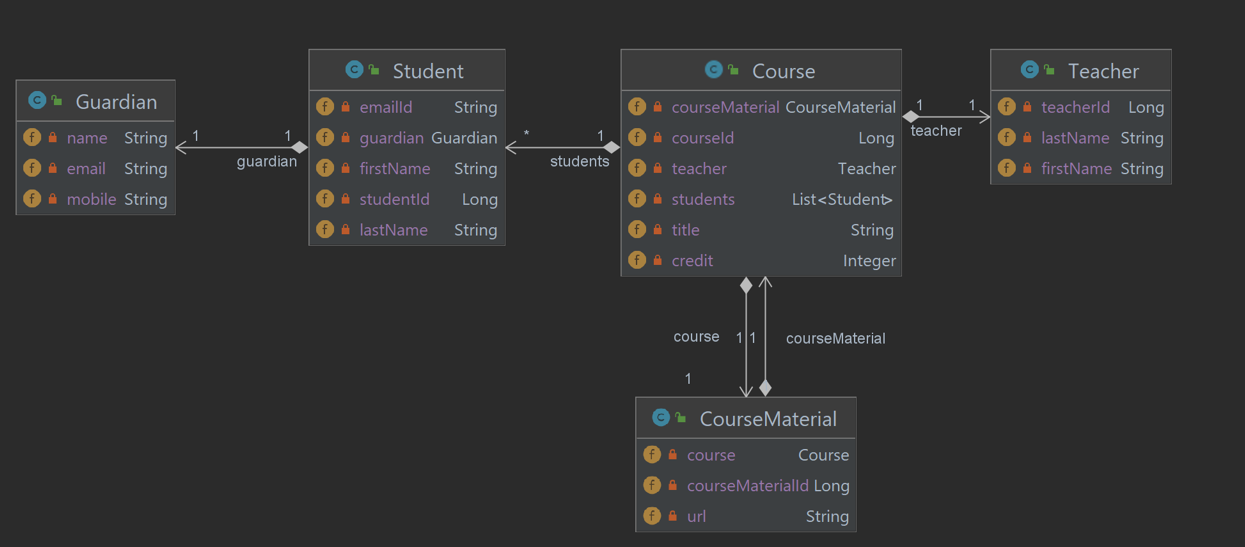 Guardian
name String
email String
mobile String
1 1
guardian
Student
emailId String
guardian Guardian
firstName String
studentId Long
lastName String
* 1
students
Course
courseMaterial CourseMaterial
courseId Long
teacher Teacher
students List<Student>
title String
credit Integer
1 1
teacher
Teacher
teacherId Long
lastName String
firstName String
course 1 1 courseMaterial
1
CourseMaterial
course Course
courseMaterialId Long
url String